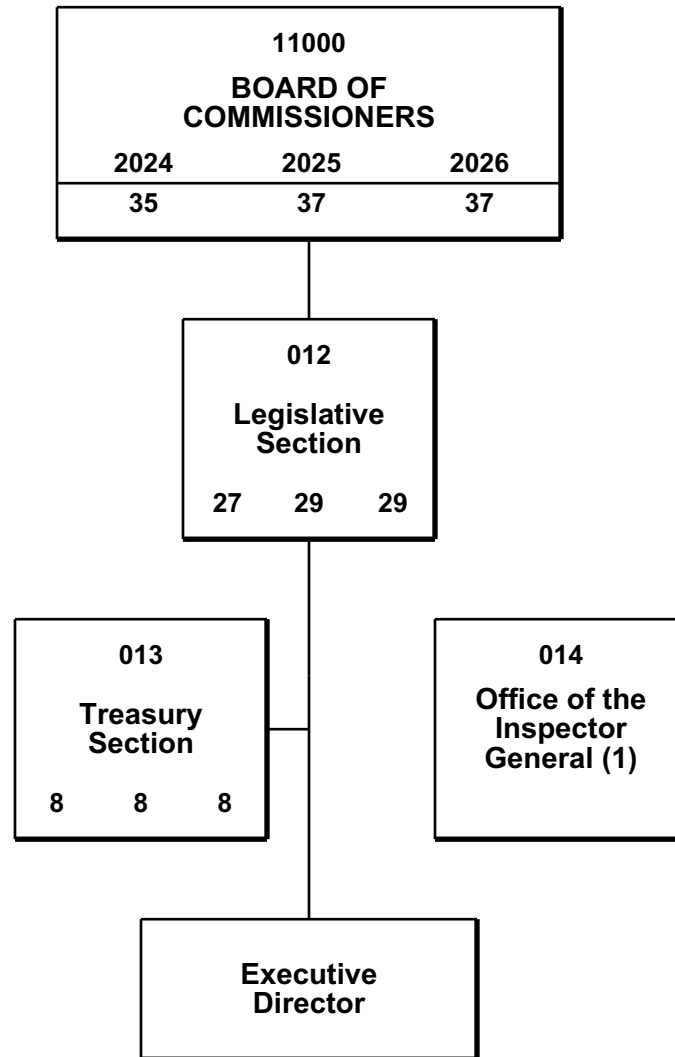 11000
BOARD OF
COMMISSIONERS
2024 2025 2026
35 37 37
012
Legislative
Section
27 29 29
013
Treasury
Section
8 8 8
014
Office of the
Inspector
General (1)
Executive
Director